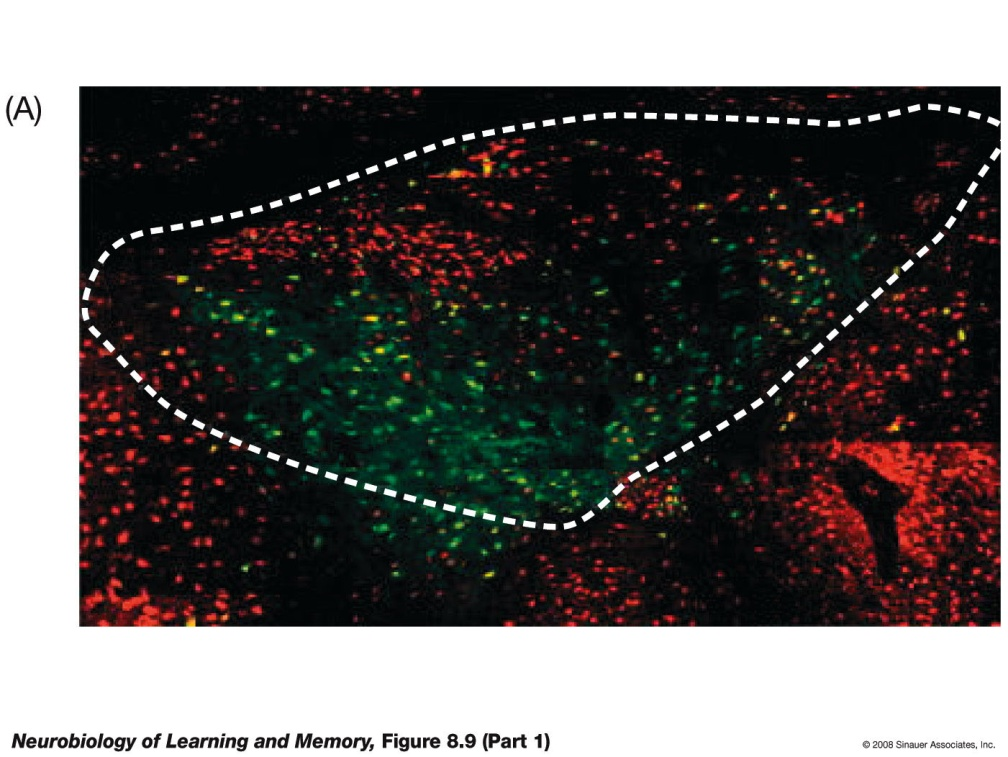 (A)
Neurobiology of Learning and Memory, Figure 8.9 (Part 1)
© 2008 Sinauer Associates, Inc.